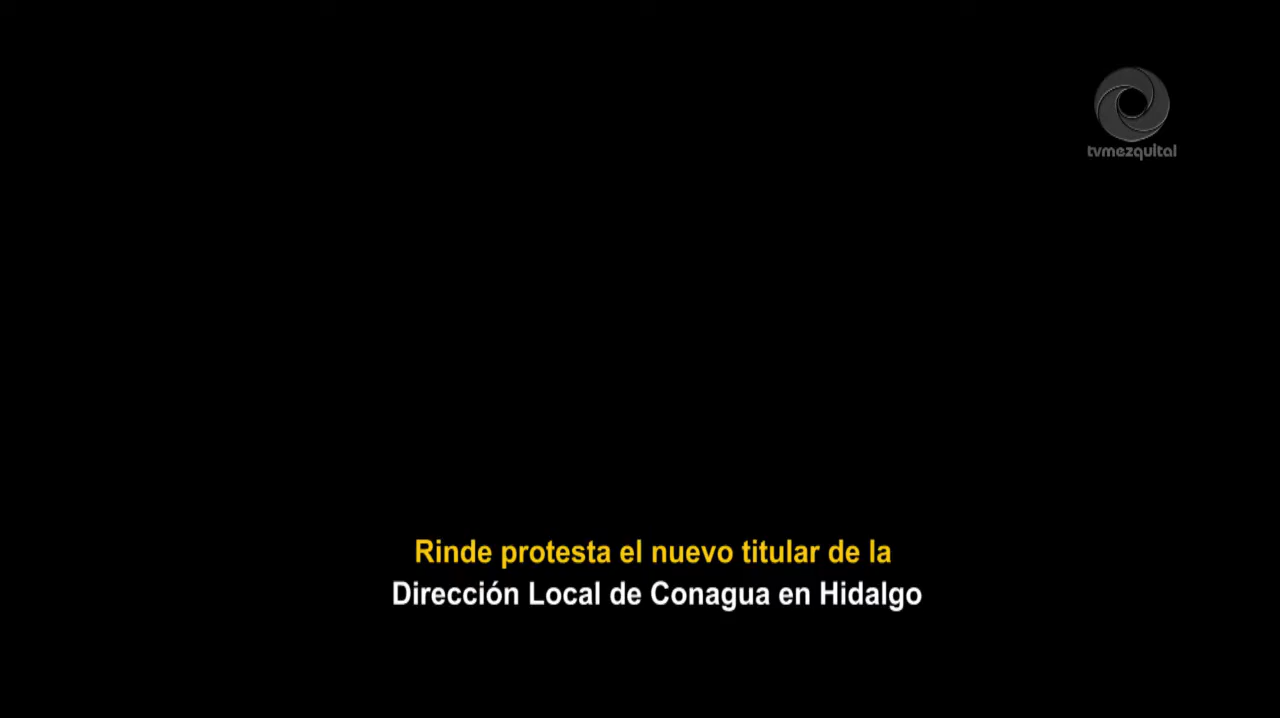 tvmezquital
Rinde protesta el nuevo titular de la
Dirección Local de Conagua en Hidalgo